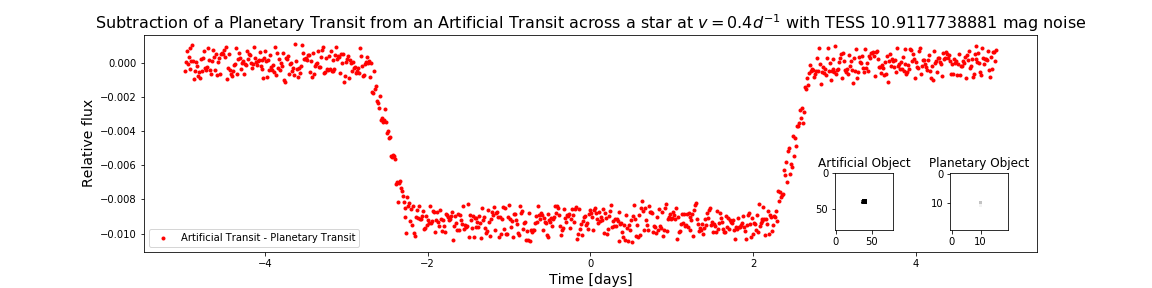 Subtraction of a Planetary Transit from an Artificial Transit across a star at v = 0.4d⁻¹ with TESS 10.9117738881 mag noise
Relative flux
0.000
−0.002
−0.004
−0.006
−0.008
−0.010
Artificial Transit - Planetary Transit
Artificial Object
0
50
0 50
Planetary Object
0
10
0 10
−4 −2 0 2 4
Time [days]